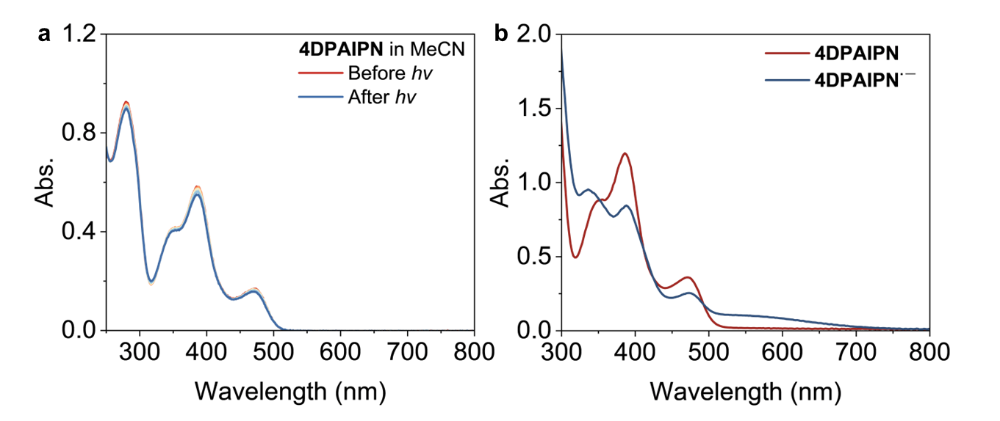 a
4DPAIPN in MeCN
Before hv
After hv
1.2
0.8
0.4
0.0
Abs.
300 400 500 600 700 800
Wavelength (nm)
b
4DPAIPN
4DPAIPN·−
2.0
1.5
1.0
0.5
0.0
Abs.
300 400 500 600 700 800
Wavelength (nm)